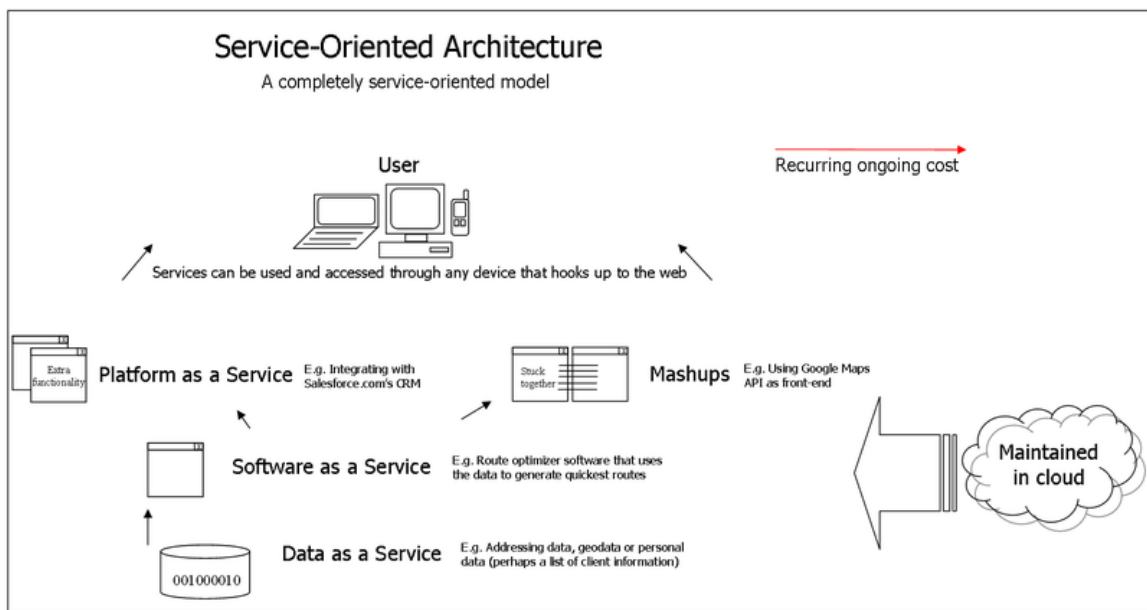 Service-Oriented Architecture
A completely service-oriented model
User
Recurring ongoing cost
Services can be used and accessed through any device that hooks up to the web
Extra
functionality
Platform as a Service
E.g. Integrating with
Salesforce.com's CRM
Stuck
together
Mashups
E.g. Using Google Maps
API as front-end
Software as a Service
E.g. Route optimizer software that uses
the data to generate quickest routes
Maintained
in cloud
001000010
Data as a Service
E.g. Addressing data, geodata or personal
data (perhaps a list of client information)